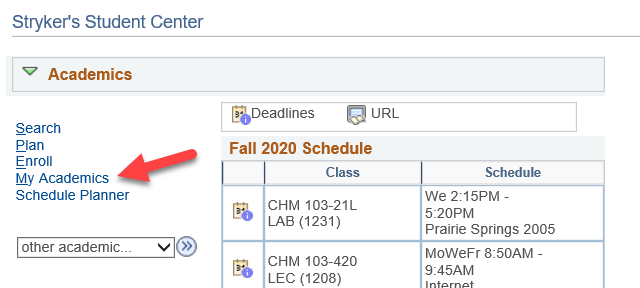 Stryker's Student Center
Academics
Search
Plan
Enroll
My Academics
Schedule Planner
other academic...
Deadlines
URL
Fall 2020 Schedule
Class
Schedule
CHM 103-21L
LAB (1231)
We 2:15PM -
5:20PM
Prairie Springs 2005
CHM 103-420
LEC (1208)
MoWeFr 8:50AM -
9:45AM
Internet